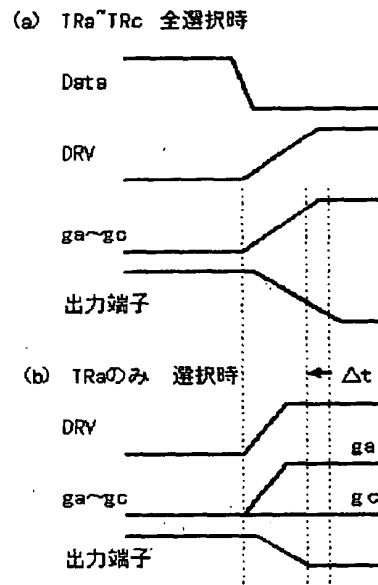 (a) TRa~TRc 全選択時
Data
DRV
ga~gc
出力端子
(b) TRaのみ 選択時
Δt
DRV
ga
ga~gc
gc
出力端子